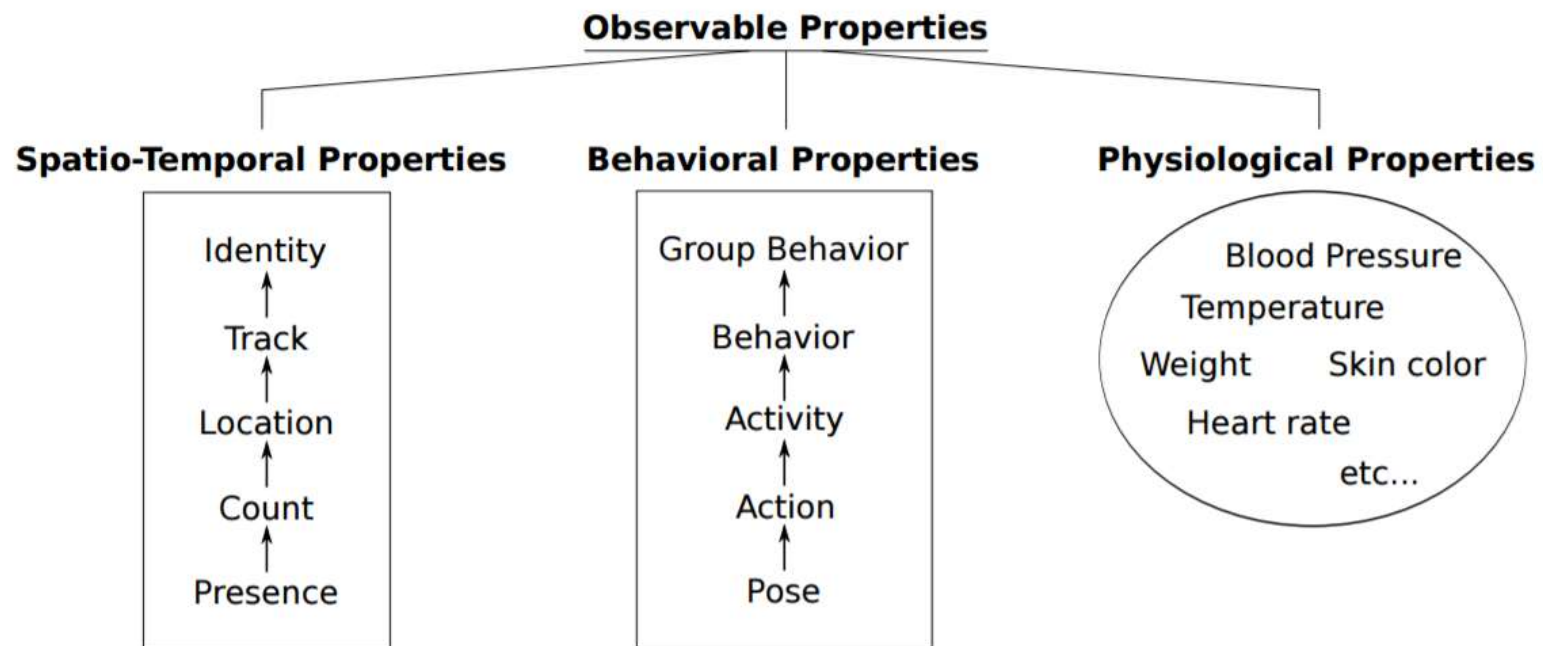 Observable Properties
Spatio-Temporal Properties
Identity
Track
Location
Count
Presence
Behavioral Properties
Group Behavior
Behavior
Activity
Action
Pose
Physiological Properties
Blood Pressure
Temperature
Weight Skin color
Heart rate
etc...